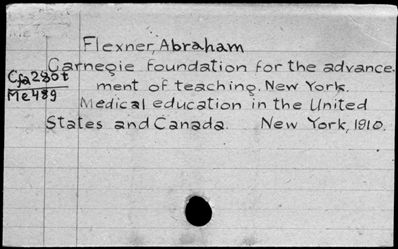 Flexner, Abraham
Carnegie foundation for the advance-
Cfa280t
ment of teaching. New York.
Me489
Medical education in the United
States and Canada. New York, 1910.